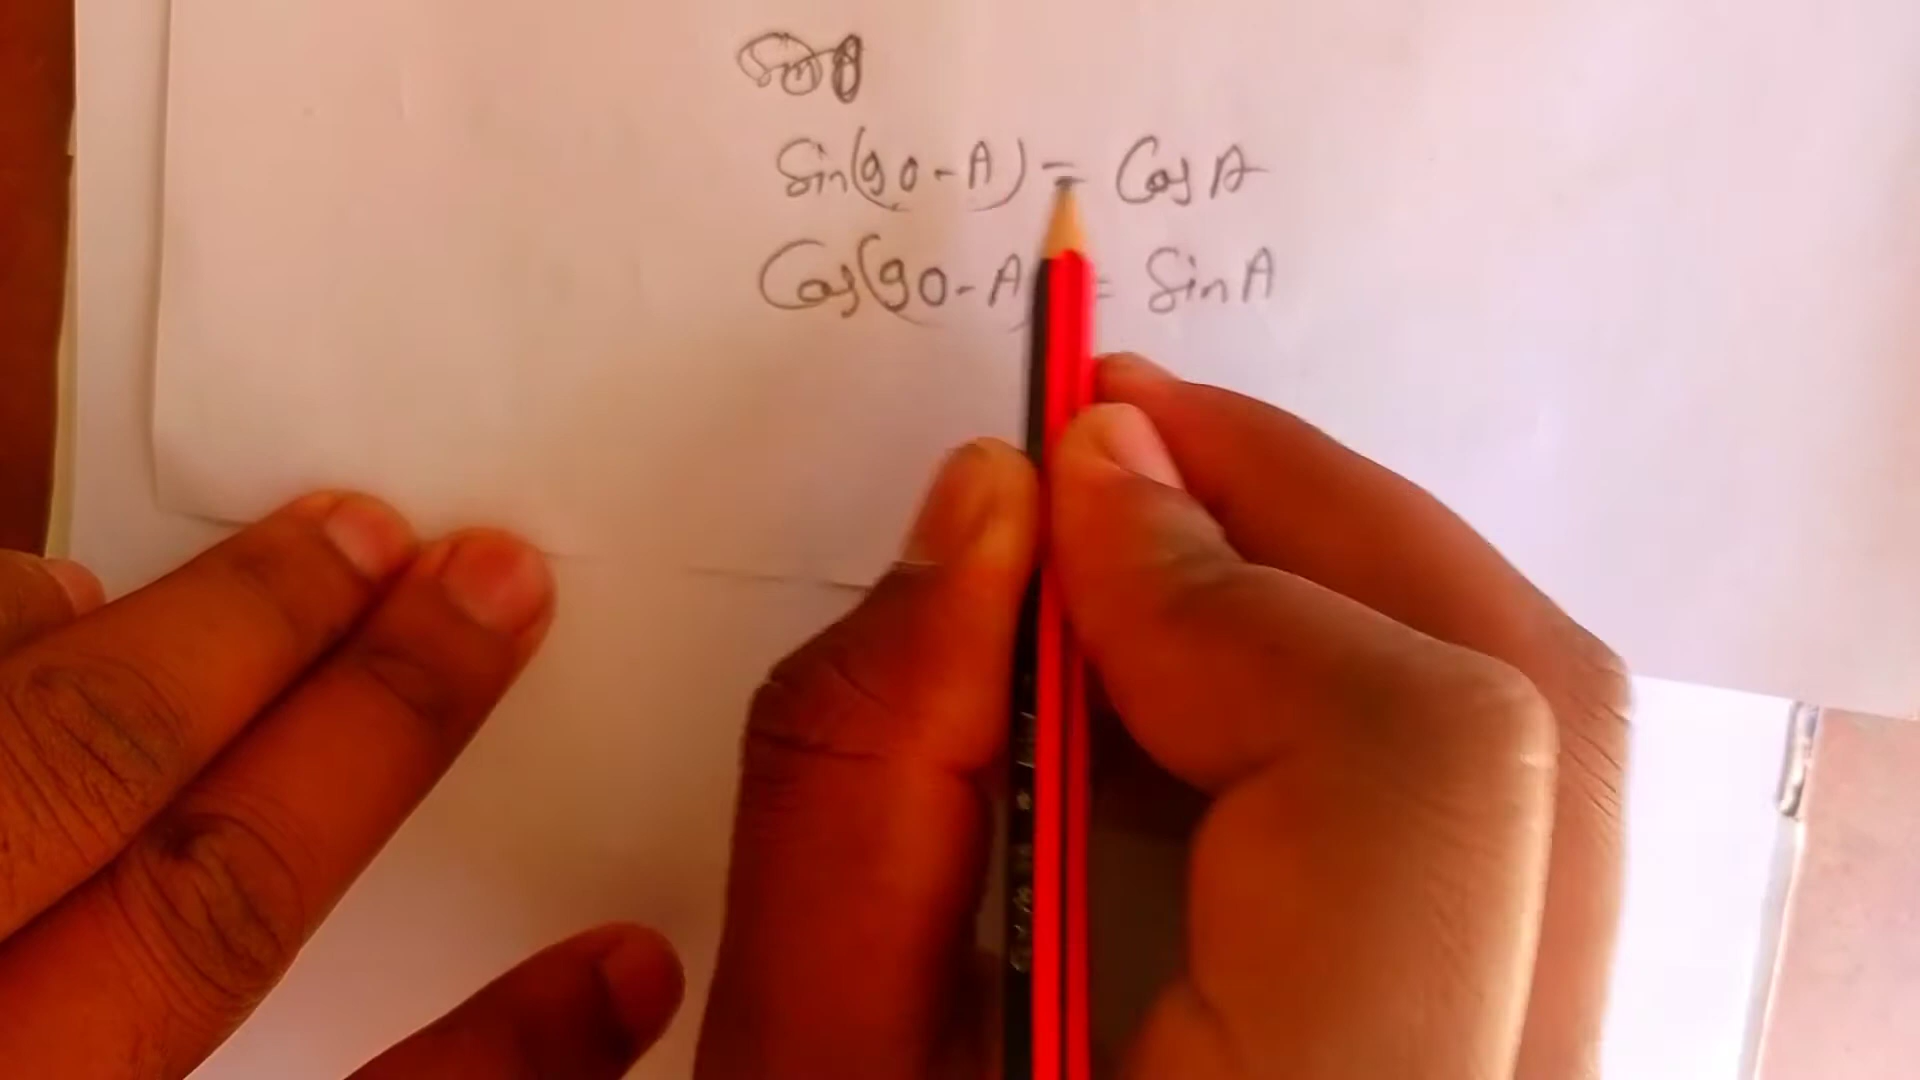 Sin(90-A) = Cos A
Cos(90-A) = Sin A